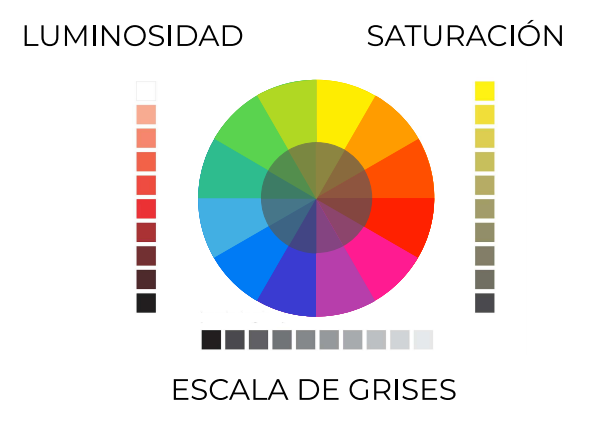 LUMINOSIDAD
SATURACIÓN
ESCALA DE GRISES